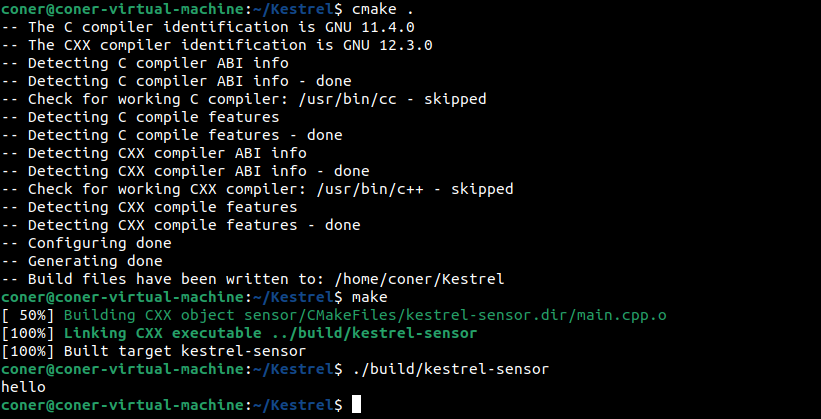 coner@coner-virtual-machine:~/Kestrel$ cmake .
-- The C compiler identification is GNU 11.4.0
-- The CXX compiler identification is GNU 12.3.0
-- Detecting C compiler ABI info
-- Detecting C compiler ABI info - done
-- Check for working C compiler: /usr/bin/cc - skipped
-- Detecting C compile features
-- Detecting C compile features - done
-- Detecting CXX compiler ABI info
-- Detecting CXX compiler ABI info - done
-- Check for working CXX compiler: /usr/bin/c++ - skipped
-- Detecting CXX compile features
-- Detecting CXX compile features - done
-- Configuring done
-- Generating done
-- Build files have been written to: /home/coner/Kestrel
coner@coner-virtual-machine:~/Kestrel$ make
[ 50%] Building CXX object sensor/CMakeFiles/kestrel-sensor.dir/main.cpp.o
[100%] Linking CXX executable ../build/kestrel-sensor
[100%] Built target kestrel-sensor
coner@coner-virtual-machine:~/Kestrel$ ./build/kestrel-sensor
hello
coner@coner-virtual-machine:~/Kestrel$